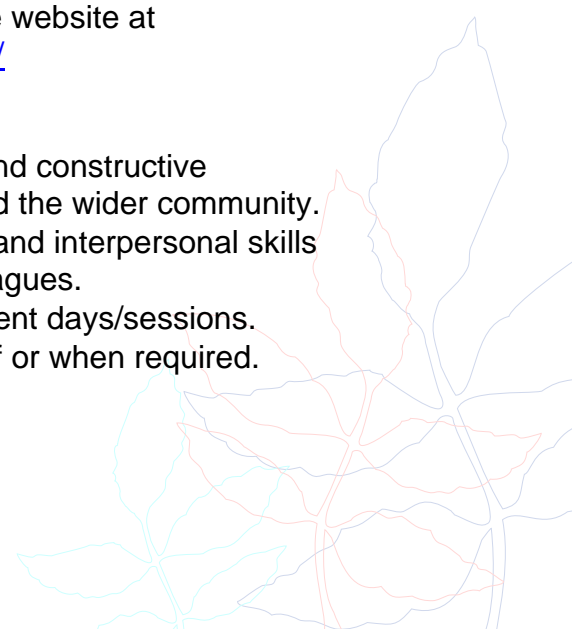 website at
/
nd constructive
d the wider community.
and interpersonal skills
agues.
ent days/sessions.
or when required.